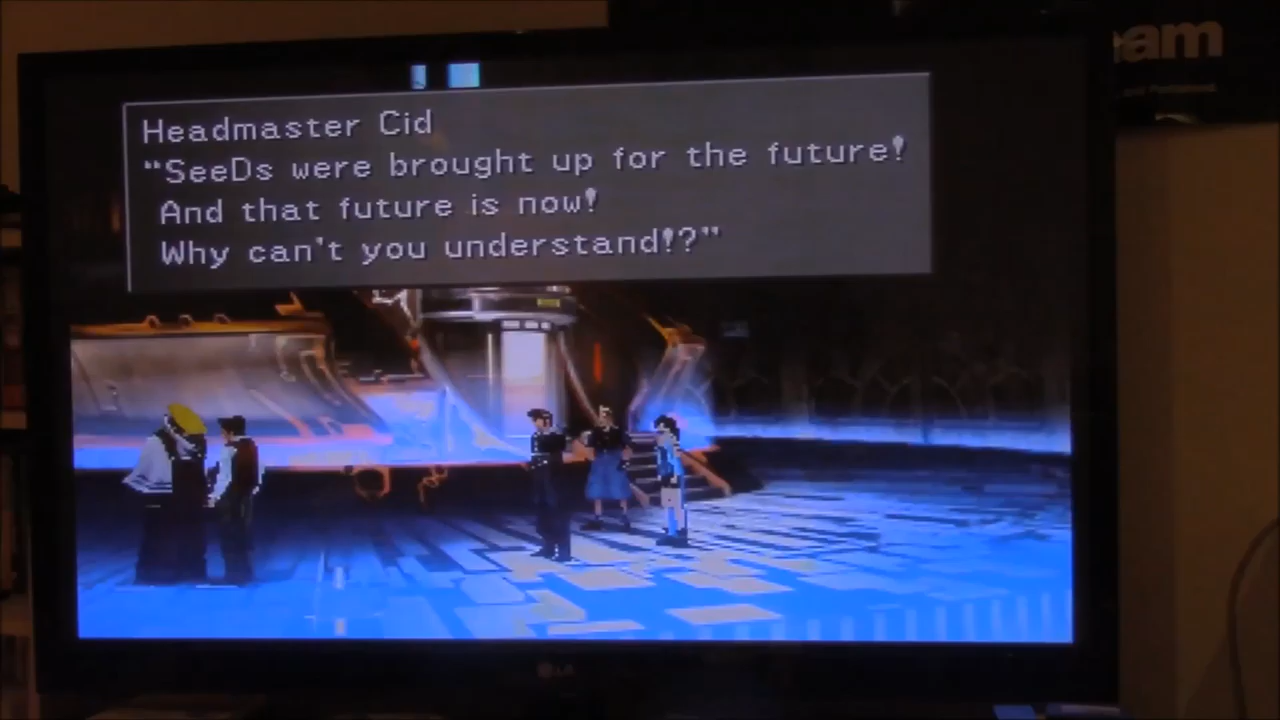 eam
Headmaster Cid
"SeeDs were brought up for the future!
And that future is now!
Why can't you understand!?"
LG